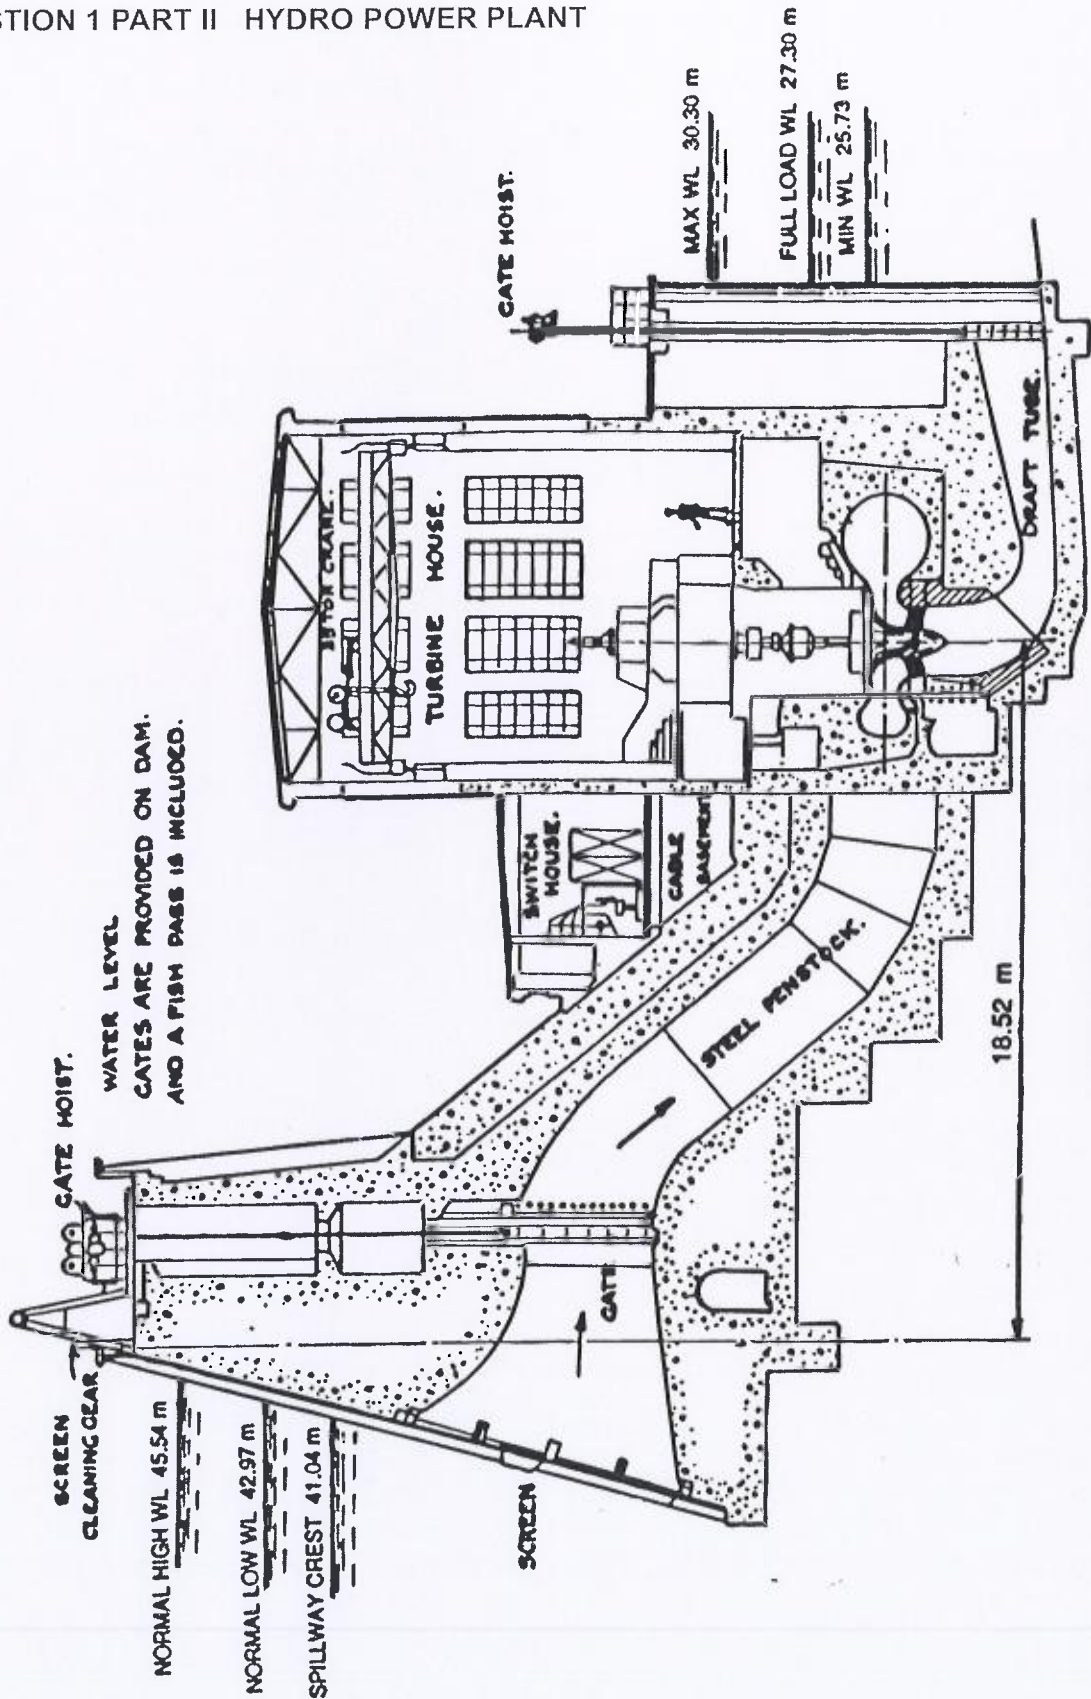 STION 1 PART II HYDRO POWER PLANT
SCREEN
CLEANING GEAR
GATE HOIST.
WATER LEVEL
GATES ARE PROVIDED ON DAM.
AND A FISH PASS IS INCLUDED.
NORMAL HIGH WL 45.54 m
NORMAL LOW WL 42.97 m
SPILLWAY CREST 41.04 m
SCREEN
GATE
STEEL PENSTOCK.
SWITCH
HOUSE.
CABLE
BASEMENT
TON CRANE.
TURBINE HOUSE.
GATE HOIST.
MAX WL 30.30 m
FULL LOAD WL 27.30 m
MIN WL 25.73 m
DRAFT TUBE.
18.52 m